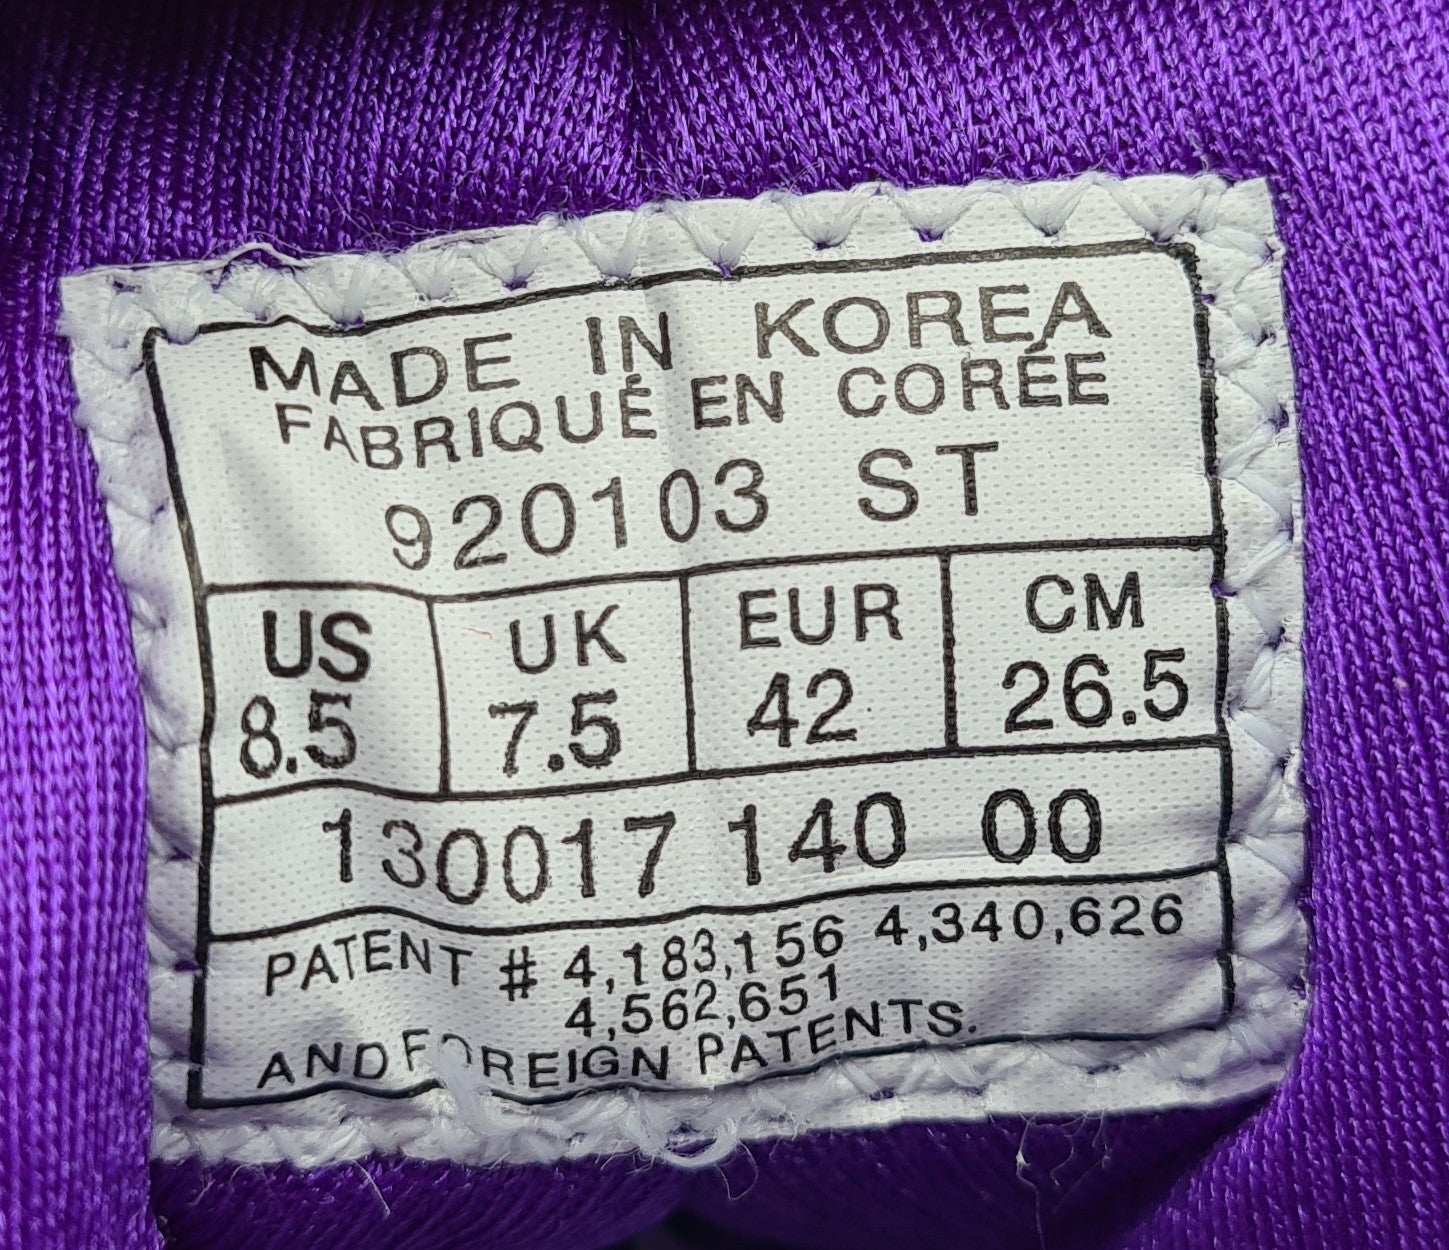 MADE IN KOREA
FABRIQUÉ EN CORÉE
920103 ST
US UK EUR CM
8.5 7.5 42 26.5
130017 140 00
PATENT # 4,183,156 4,340,626
4,562,651
AND FOREIGN PATENTS.